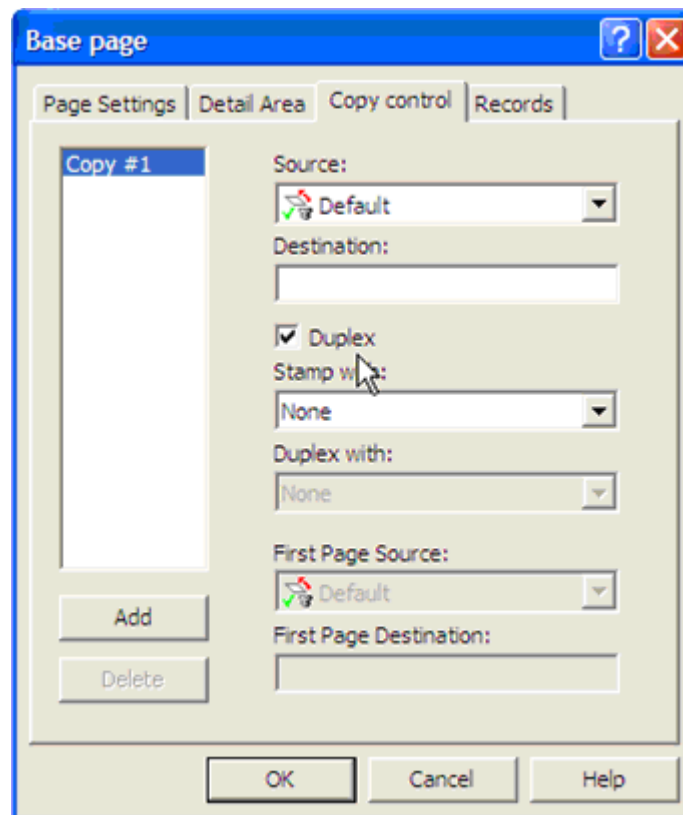 Base page
Page Settings Detail Area Copy control Records
Copy #1
Source:
Default
Destination:
Duplex
Stamp with:
None
Duplex with:
None
First Page Source:
Default
First Page Destination:
Add
Delete
OK Cancel Help